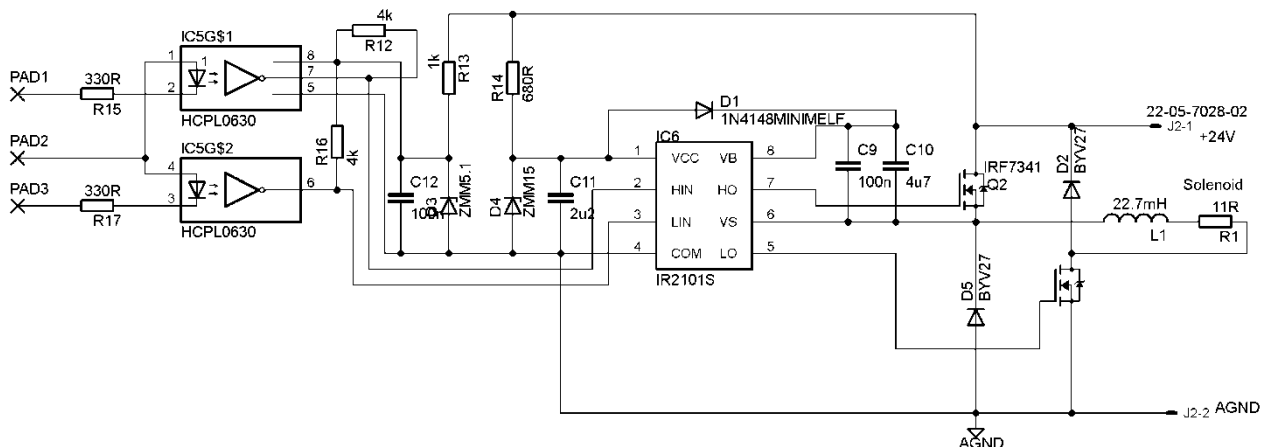 4k
R12
IC5G$1
1
2
1
8
7
5
HCPL0630
PAD1
330R
R15
PAD2
PAD3
330R
R17
IC5G$2
4
3
6
HCPL0630
R16
4k
1k
R13
R14
680R
C12
100n
D3
ZMM5.1
D4
ZMM15
C11
2u2
D1
1N4148MINIMELF
IC6
1 VCC VB 8
2 HIN HO 7
3 LIN VS 6
4 COM LO 5
IR2101S
C9
100n
C10
4u7
IRF7341
Q2
D2
BYV27
22-05-7028-02
J2-1
+24V
Solenoid
22.7mH
L1
11R
R1
D5
BYV27
J2-2 AGND
AGND